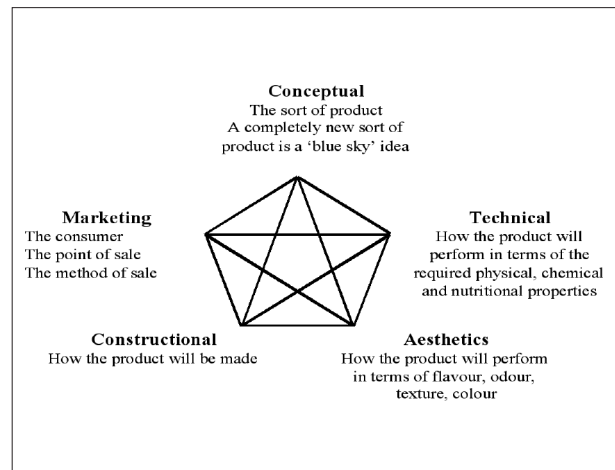 Conceptual
The sort of product
A completely new sort of
product is a ‘blue sky’ idea
Marketing
The consumer
The point of sale
The method of sale
Technical
How the product will
perform in terms of the
required physical, chemical
and nutritional properties
Constructional
How the product will be made
Aesthetics
How the product will perform
in terms of flavour, odour,
texture, colour